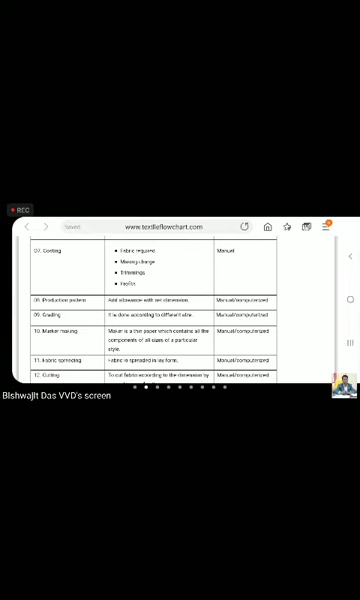 REC
Saved
www.textileflowchart.com
07. Costing
Fabric required
Making charge
Trimmings
Profits
Manual
08. Production pattern
Add allowance with net dimension.
Manual/computerized
09. Grading
It is done according to different size.
Manual/computerized
10. Marker making
Marker is a thin paper which contains all the
components of all sizes of a particular
style.
Manual/computerized
11. Fabric spreading
Fabric is spreaded in lay form.
Manual/computerized
12. Cutting
To cut fabric according to the dimension by
Manual/computerized
Bishwajit Das VVD's screen